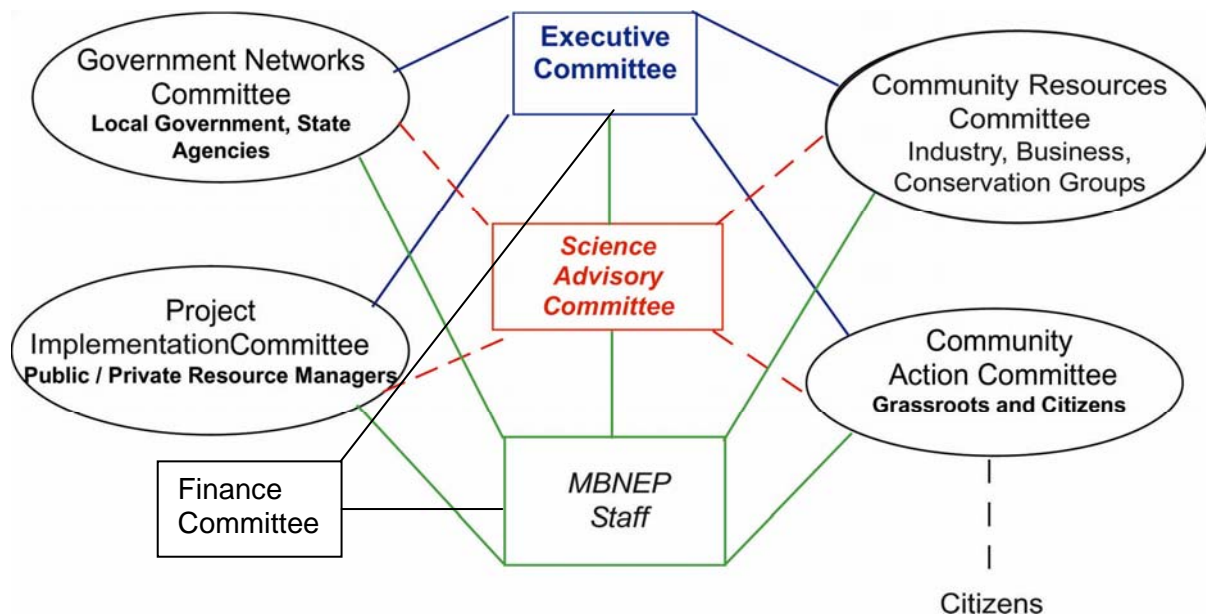 Government Networks
Committee
Local Government, State
Agencies
Executive
Committee
Community Resources
Committee
Industry, Business,
Conservation Groups
Science
Advisory
Committee
Project
ImplementationCommittee
Public / Private Resource Managers
Community
Action Committee
Grassroots and Citizens
Finance
Committee
MBNEP
Staff
Citizens